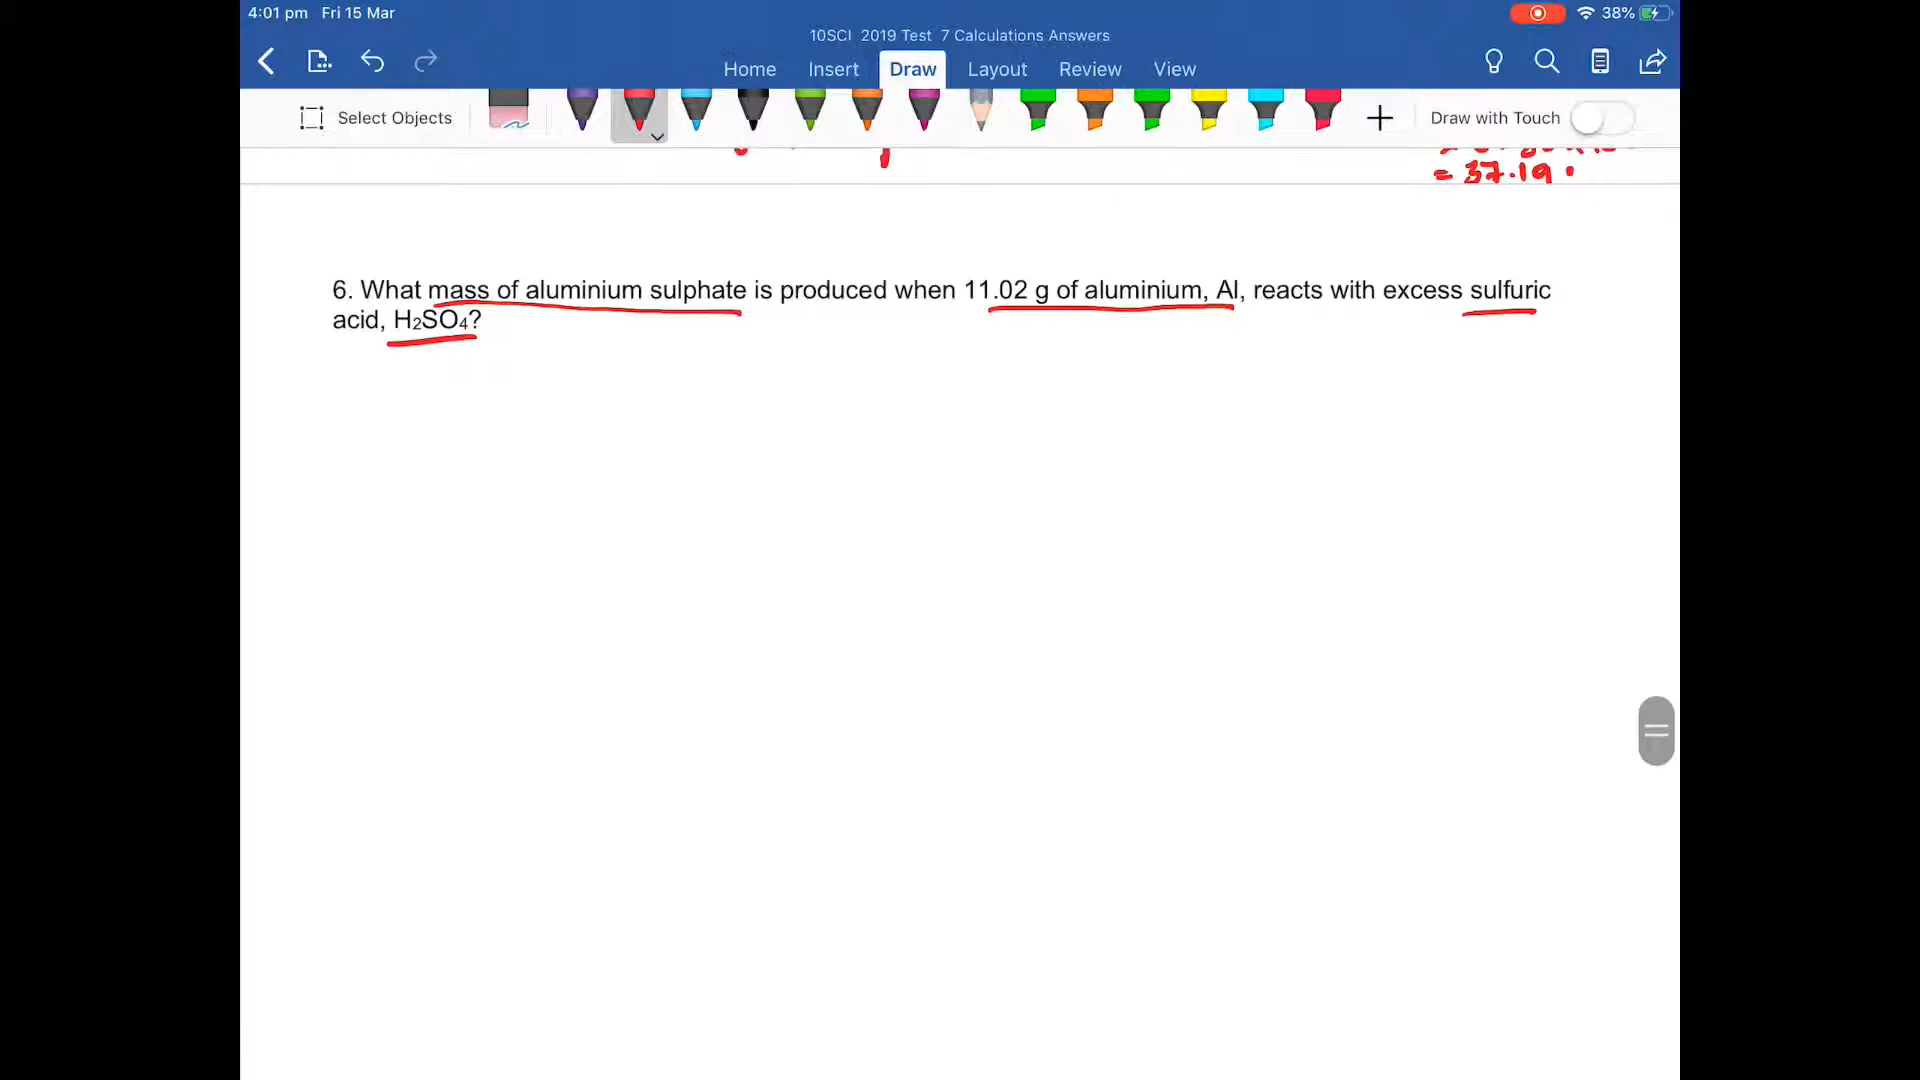 4:01 pm Fri 15 Mar
38%
10SCI 2019 Test 7 Calculations Answers
Home Insert Draw Layout Review View
Select Objects
Draw with Touch
= 37.19
6. What mass of aluminium sulphate is produced when 11.02 g of aluminium, Al, reacts with excess sulfuric
acid, H₂SO₄?